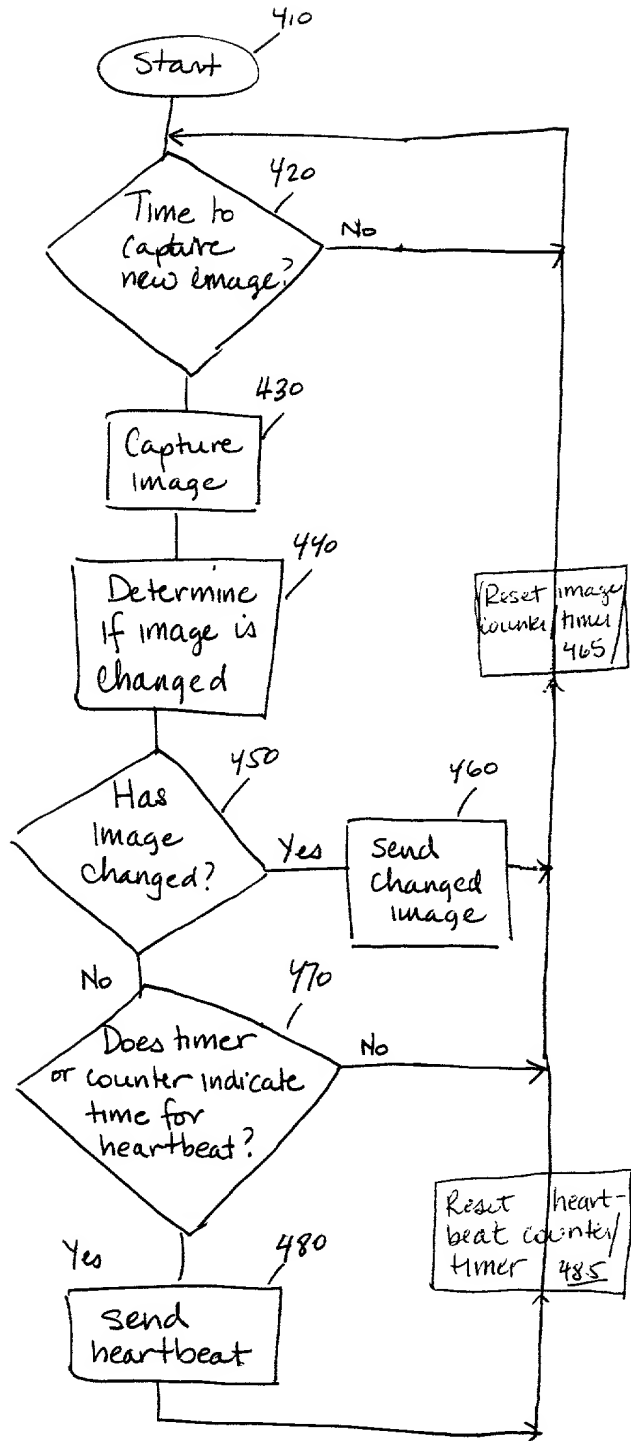 410
Start
420
Time to
capture
new image?
No
430
Capture
Image
440
Determine
if image is
changed
Reset image
counter/timer
465
450
Has
image
changed?
Yes
460
Send
changed
image
No
470
Does timer
or counter indicate
time for
heartbeat?
No
Yes
480
send
heartbeat
Reset heart-
beat counter/
timer 485